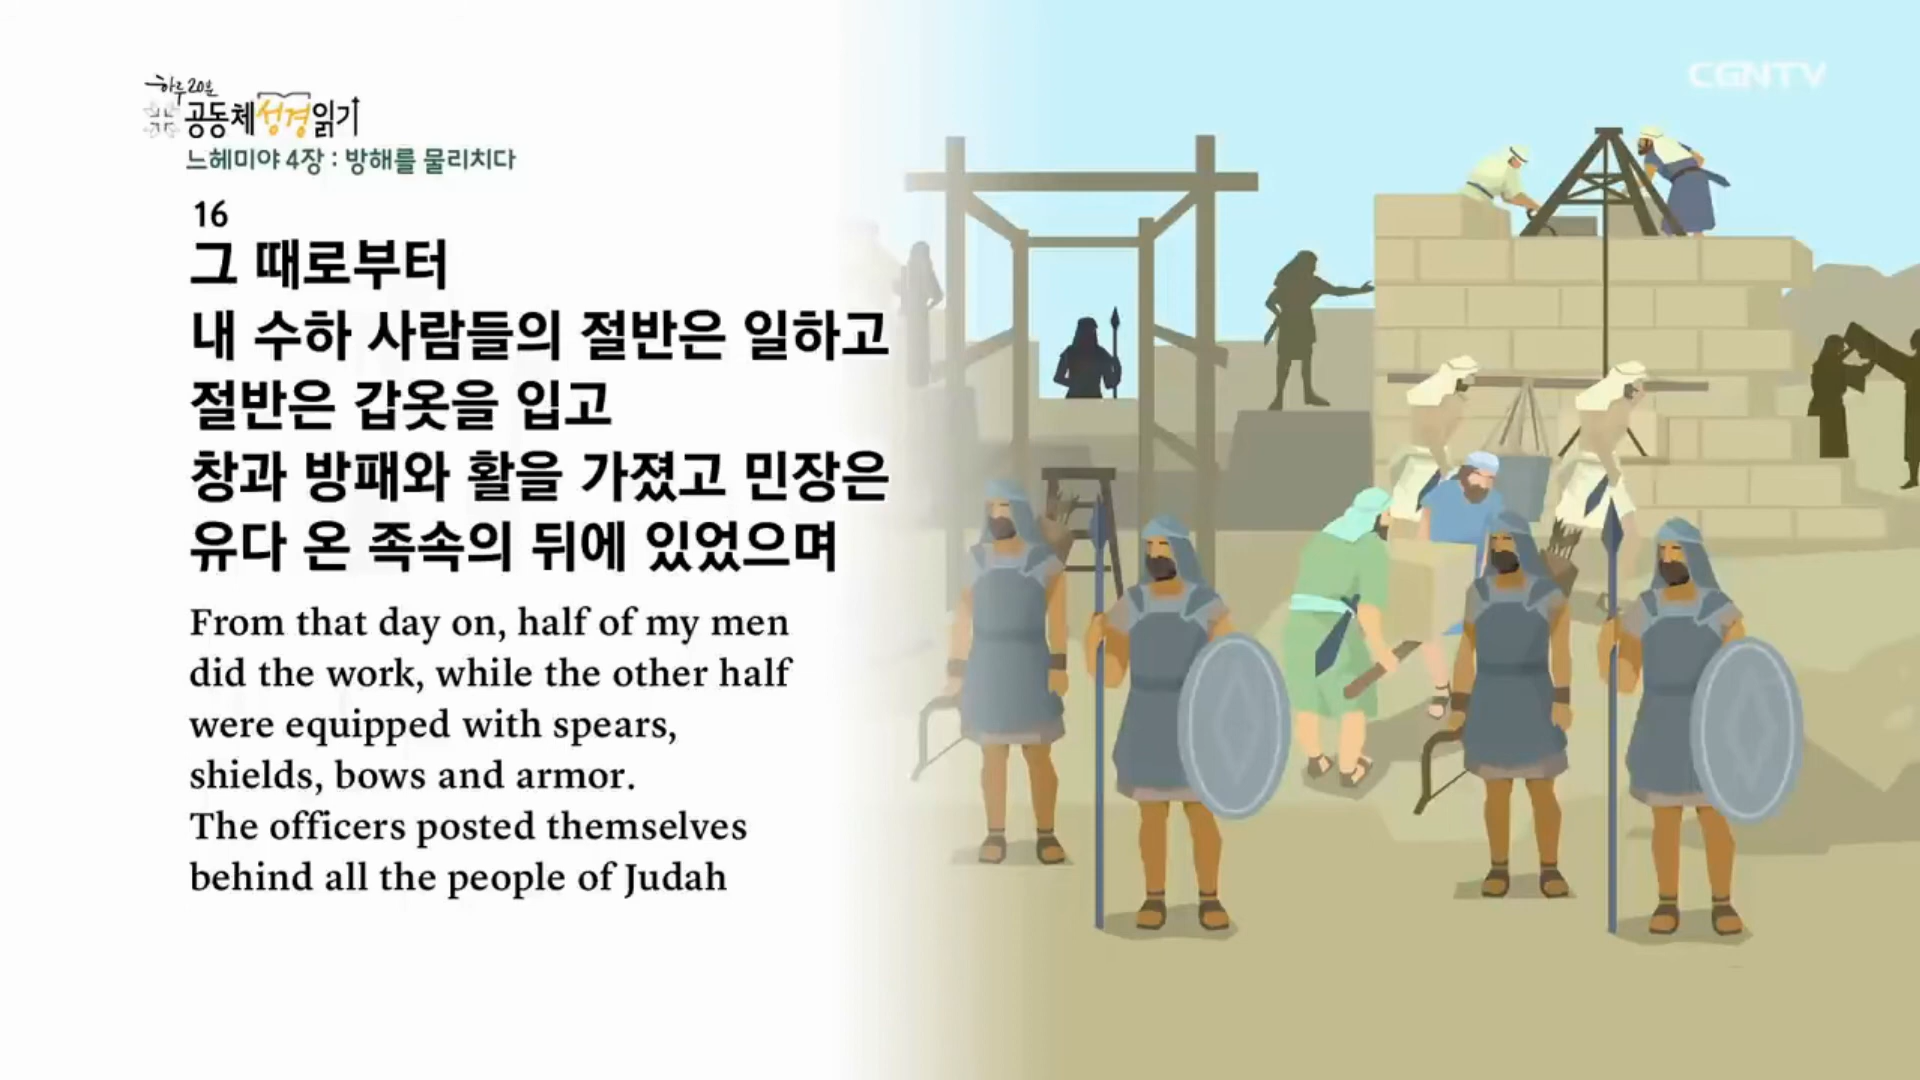 하루 20분
공동체성경읽기
느헤미야 4장 : 방해를 물리치다
CGNTV
16
그 때로부터
내 수하 사람들의 절반은 일하고
절반은 갑옷을 입고
창과 방패와 활을 가졌고 민장은
유다 온 족속의 뒤에 있었으며
From that day on, half of my men
did the work, while the other half
were equipped with spears,
shields, bows and armor.
The officers posted themselves
behind all the people of Judah